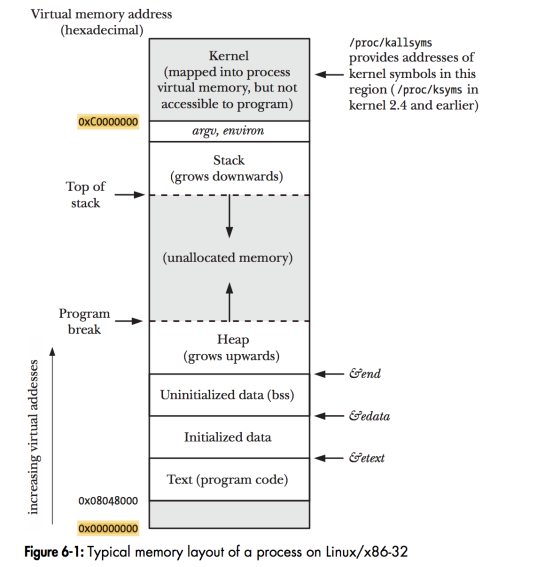 Virtual memory address
(hexadecimal)
/proc/kallsyms
provides addresses of
kernel symbols in this
region (/proc/ksyms in
kernel 2.4 and earlier)
Kernel
(mapped into process
virtual memory, but not
accessible to program)
0xC0000000
argv, environ
Stack
(grows downwards)
Top of
stack
(unallocated memory)
Program
break
Heap
(grows upwards)
&end
Uninitialized data (bss)
&edata
Initialized data
&etext
Text (program code)
0x08048000
0x00000000
increasing virtual addesses
Figure 6-1: Typical memory layout of a process on Linux/x86-32